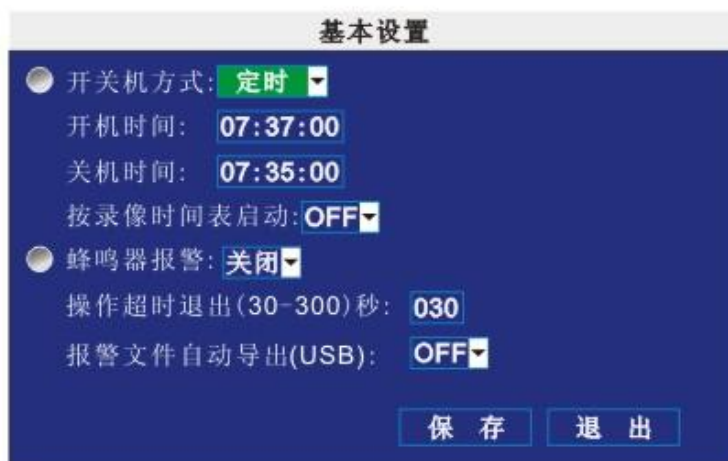 基本设置
开关机方式: 定时
开机时间: 07:37:00
关机时间: 07:35:00
按录像时间表启动: OFF
蜂鸣器报警: 关闭
操作超时退出(30-300)秒: 030
报警文件自动导出(USB): OFF
保 存 退 出